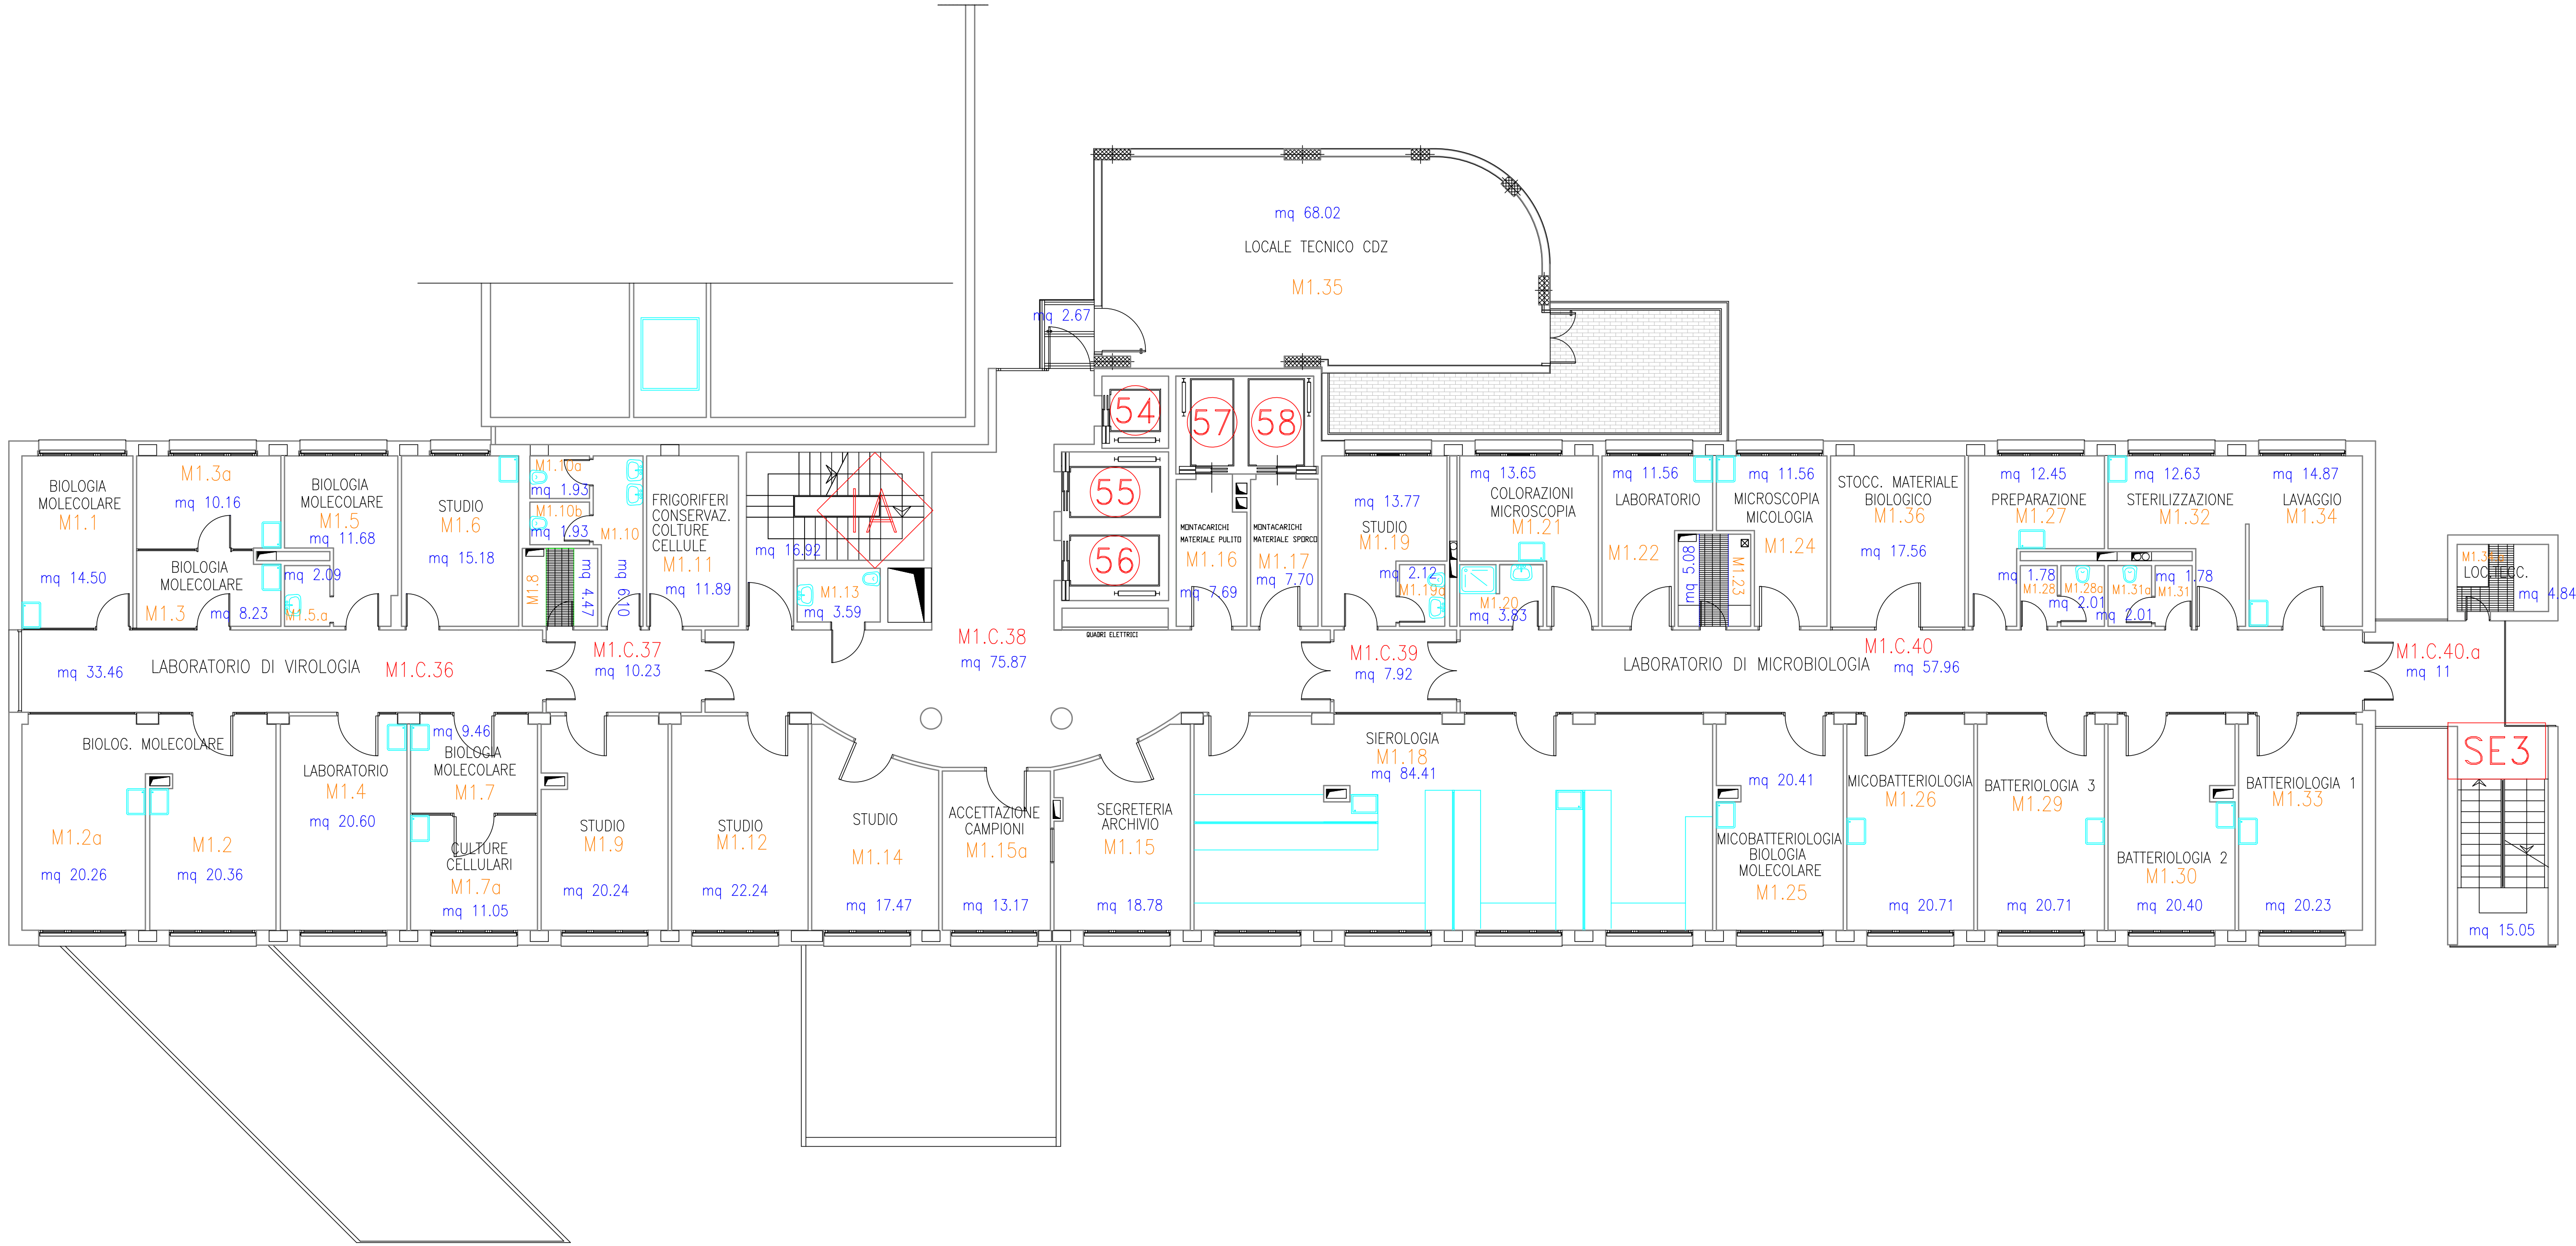 mq 68.02
LOCALE TECNICO CDZ
M1.35
mq 2.67
54
57
58
55
56
BIOLOGIA
MOLECOLARE
M1.1
mq 14.50
M1.3a
mq 10.16
BIOLOGIA
MOLECOLARE
M1.3
mq 8.23
BIOLOGIA
MOLECOLARE
M1.5
mq 11.68
mq 2.09
M1.5.a
STUDIO
M1.6
mq 15.18
M1.10a
mq 1.93
M1.10b
mq 1.93
M1.10
mq 6.10
M1.8
mq 4.47
FRIGORIFERI
CONSERVAZ.
COLTURE
CELLULE
M1.11
mq 11.89
mq 16.92
IA
M1.13
mq 3.59
QUADRI ELETTRICI
MONTACARICHI
MATERIALE PULITO
M1.16
mq 7.69
MONTACARICHI
MATERIALE SPORCO
M1.17
mq 7.70
mq 13.77
STUDIO
M1.19
mq 2.12
M1.19a
mq 13.65
COLORAZIONI
MICROSCOPIA
M1.21
M1.20
mq 3.83
mq 11.56
LABORATORIO
M1.22
mq 5.08
M1.23
mq 11.56
MICROSCOPIA
MICOLOGIA
M1.24
STOCC. MATERIALE
BIOLOGICO
M1.36
mq 17.56
mq 12.45
PREPARAZIONE
M1.27
mq 1.78
M1.28
M1.28a
mq 2.01
mq 12.63
STERILIZZAZIONE
M1.32
mq 1.78
M1.31a
M1.31
mq 2.01
mq 14.87
LAVAGGIO
M1.34
LOC.TECC.
mq 4.84
mq 33.46
LABORATORIO DI VIROLOGIA
M1.C.36
M1.C.37
mq 10.23
M1.C.38
mq 75.87
M1.C.39
mq 7.92
LABORATORIO DI MICROBIOLOGIA
M1.C.40
mq 57.96
M1.C.40.a
mq 11
BIOLOG. MOLECOLARE
M1.2a
mq 20.26
M1.2
mq 20.36
LABORATORIO
M1.4
mq 20.60
mq 9.46
BIOLOGIA
MOLECOLARE
M1.7
CULTURE
CELLULARI
M1.7a
mq 11.05
STUDIO
M1.9
mq 20.24
STUDIO
M1.12
mq 22.24
STUDIO
M1.14
mq 17.47
ACCETTAZIONE
CAMPIONI
M1.15a
mq 13.17
SEGRETERIA
ARCHIVIO
M1.15
mq 18.78
SIEROLOGIA
M1.18
mq 84.41
mq 20.41
MICOBATTERIOLOGIA
BIOLOGIA
MOLECOLARE
M1.25
MICOBATTERIOLOGIA
M1.26
mq 20.71
BATTERIOLOGIA 3
M1.29
mq 20.71
BATTERIOLOGIA 2
M1.30
mq 20.40
BATTERIOLOGIA 1
M1.33
mq 20.23
SE3
mq 15.05